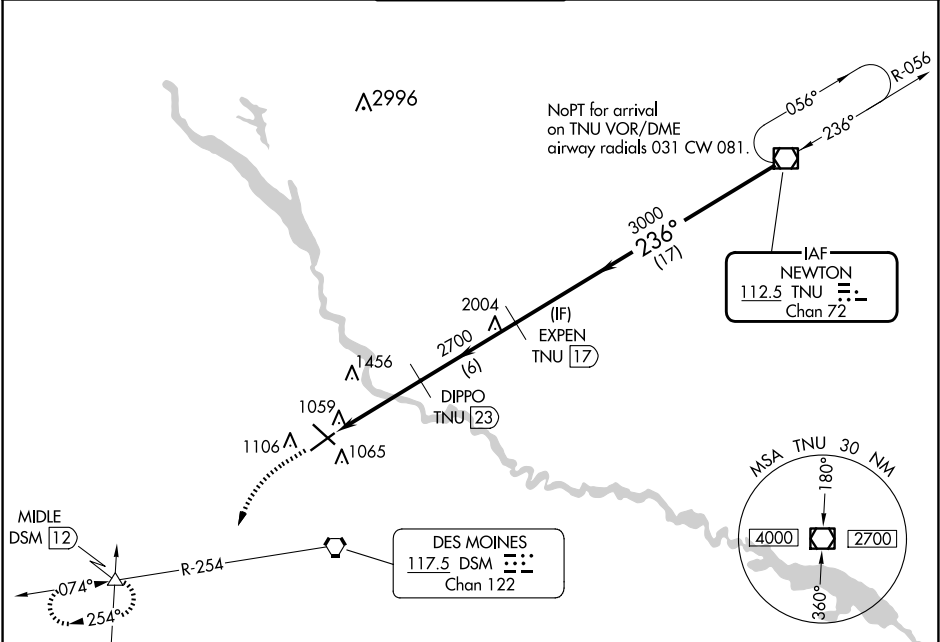 2996
NoPT for arrival
on TNU VOR/DME
airway radials 031 CW 081.
056°
R-056
236°
3000
236°
(17)
IAF
NEWTON
112.5 TNU
Chan 72
2004
(IF)
EXPEN
TNU 17
2700
(6)
1456
DIPPO
TNU 23
1059
1106
1065
MIDLE
DSM 12
R-254
074°
254°
DES MOINES
117.5 DSM
Chan 122
MSA TNU 30 NM
180°
4000
2700
360°